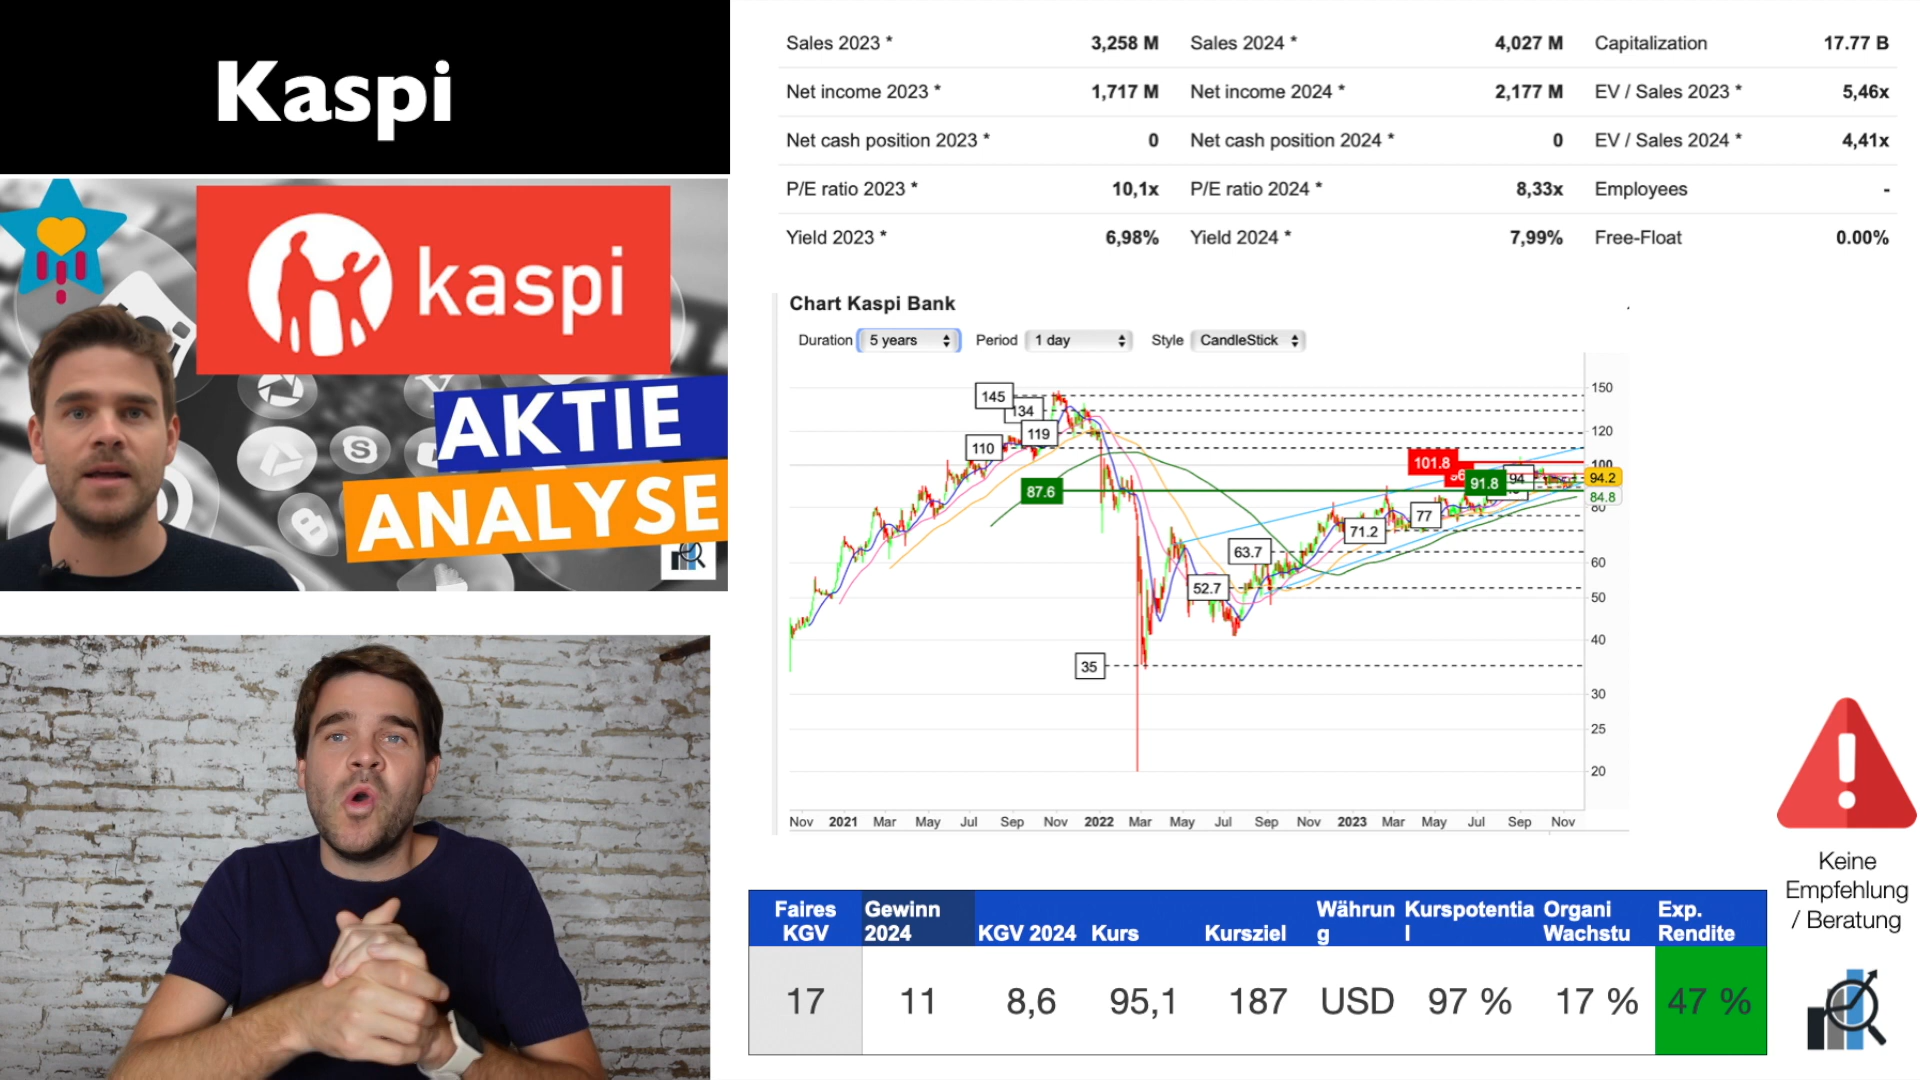 Kaspi
kaspi
AKTIE
ANALYSE
Sales 2023 * 3,258 M Sales 2024 * 4,027 M Capitalization 17.77 B
Net income 2023 * 1,717 M Net income 2024 * 2,177 M EV / Sales 2023 * 5,46x
Net cash position 2023 * 0 Net cash position 2024 * 0 EV / Sales 2024 * 4,41x
P/E ratio 2023 * 10,1x P/E ratio 2024 * 8,33x Employees -
Yield 2023 * 6,98% Yield 2024 * 7,99% Free-Float 0.00%
Chart Kaspi Bank
Duration 5 years Period 1 day Style CandleStick
145
134
119
110
87.6
35
52.7
63.7
71.2
77
101.8
91.8
94
150
120
100
94.2
84.8
80
60
50
40
30
25
20
Nov 2021 Mar May Jul Sep Nov 2022 Mar May Jul Sep Nov 2023 Mar May Jul Sep Nov
Keine
Empfehlung
/ Beratung
Faires Gewinn Währun Kurspotentia Organi Exp.
KGV 2024 KGV 2024 Kurs Kursziel g l Wachstu Rendite
17 11 8,6 95,1 187 USD 97 % 17 % 47 %